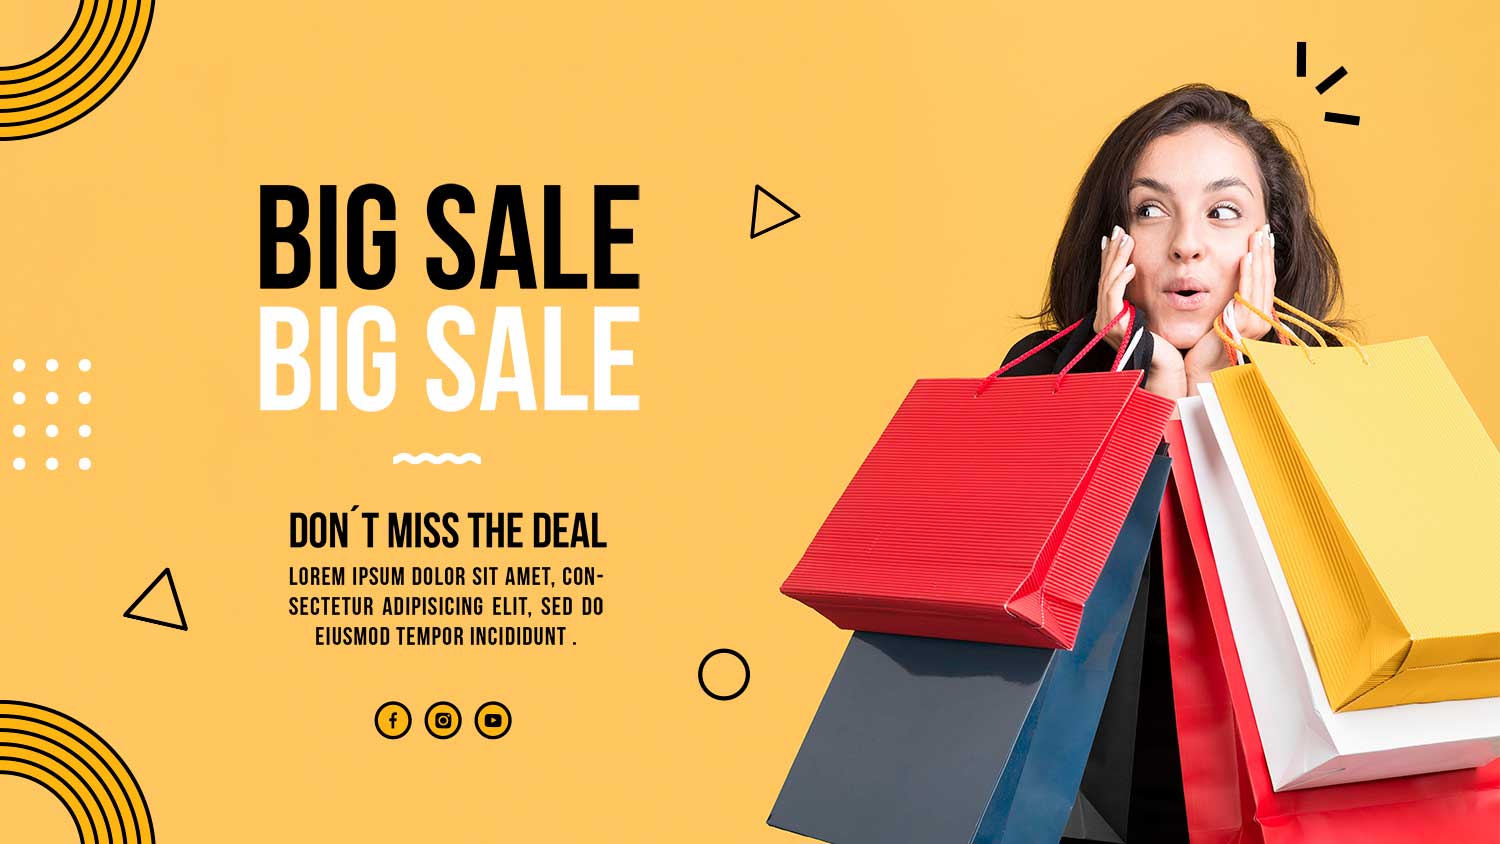 BIG SALE
BIG SALE
DON´T MISS THE DEAL
LOREM IPSUM DOLOR SIT AMET, CON-
SECTETUR ADIPISICING ELIT, SED DO
EIUSMOD TEMPOR INCIDIDUNT .